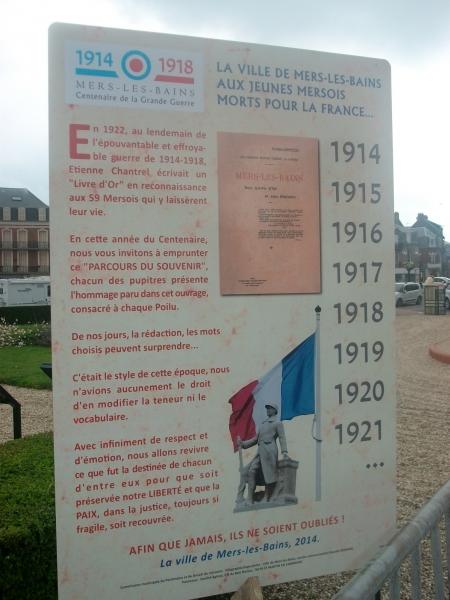 1914 1918
MERS-LES-BAINS
Centenaire de la Grande Guerre
LA VILLE DE MERS-LES-BAINS
AUX JEUNES MERSOIS
MORTS POUR LA FRANCE...
En 1922, au lendemain de
l'épouvantable et effroya-
ble guerre de 1914-1918,
Etienne Chantrel, écrivait un
"Livre d'Or" en reconnaissance
aux 59 Mersois qui y laissèrent
leur vie.
En cette année du Centenaire,
nous vous invitons à emprunter
ce "PARCOURS DU SOUVENIR",
chacun des pupitres présente
l'hommage paru dans cet ouvrage,
consacré à chaque Poilu.
De nos jours, la rédaction, les mots
choisis peuvent surprendre...
C'était le style de cette époque, nous
n'avions aucunement le droit
d'en modifier la teneur ni le
vocabulaire.
Avec infiniment de respect et
d'émotion, nous allons revivre
ce que fut la destinée de chacun
d'entre eux pour que soit
préservée notre LIBERTÉ et que la
PAIX, dans la justice, toujours si
fragile, soit recouvrée.
MERS-LES-BAINS
1914
1915
1916
1917
1918
1919
1920
1921
...
AFIN QUE JAMAIS, ILS NE SOIENT OUBLIÉS !
La ville de Mers-les-Bains, 2014.